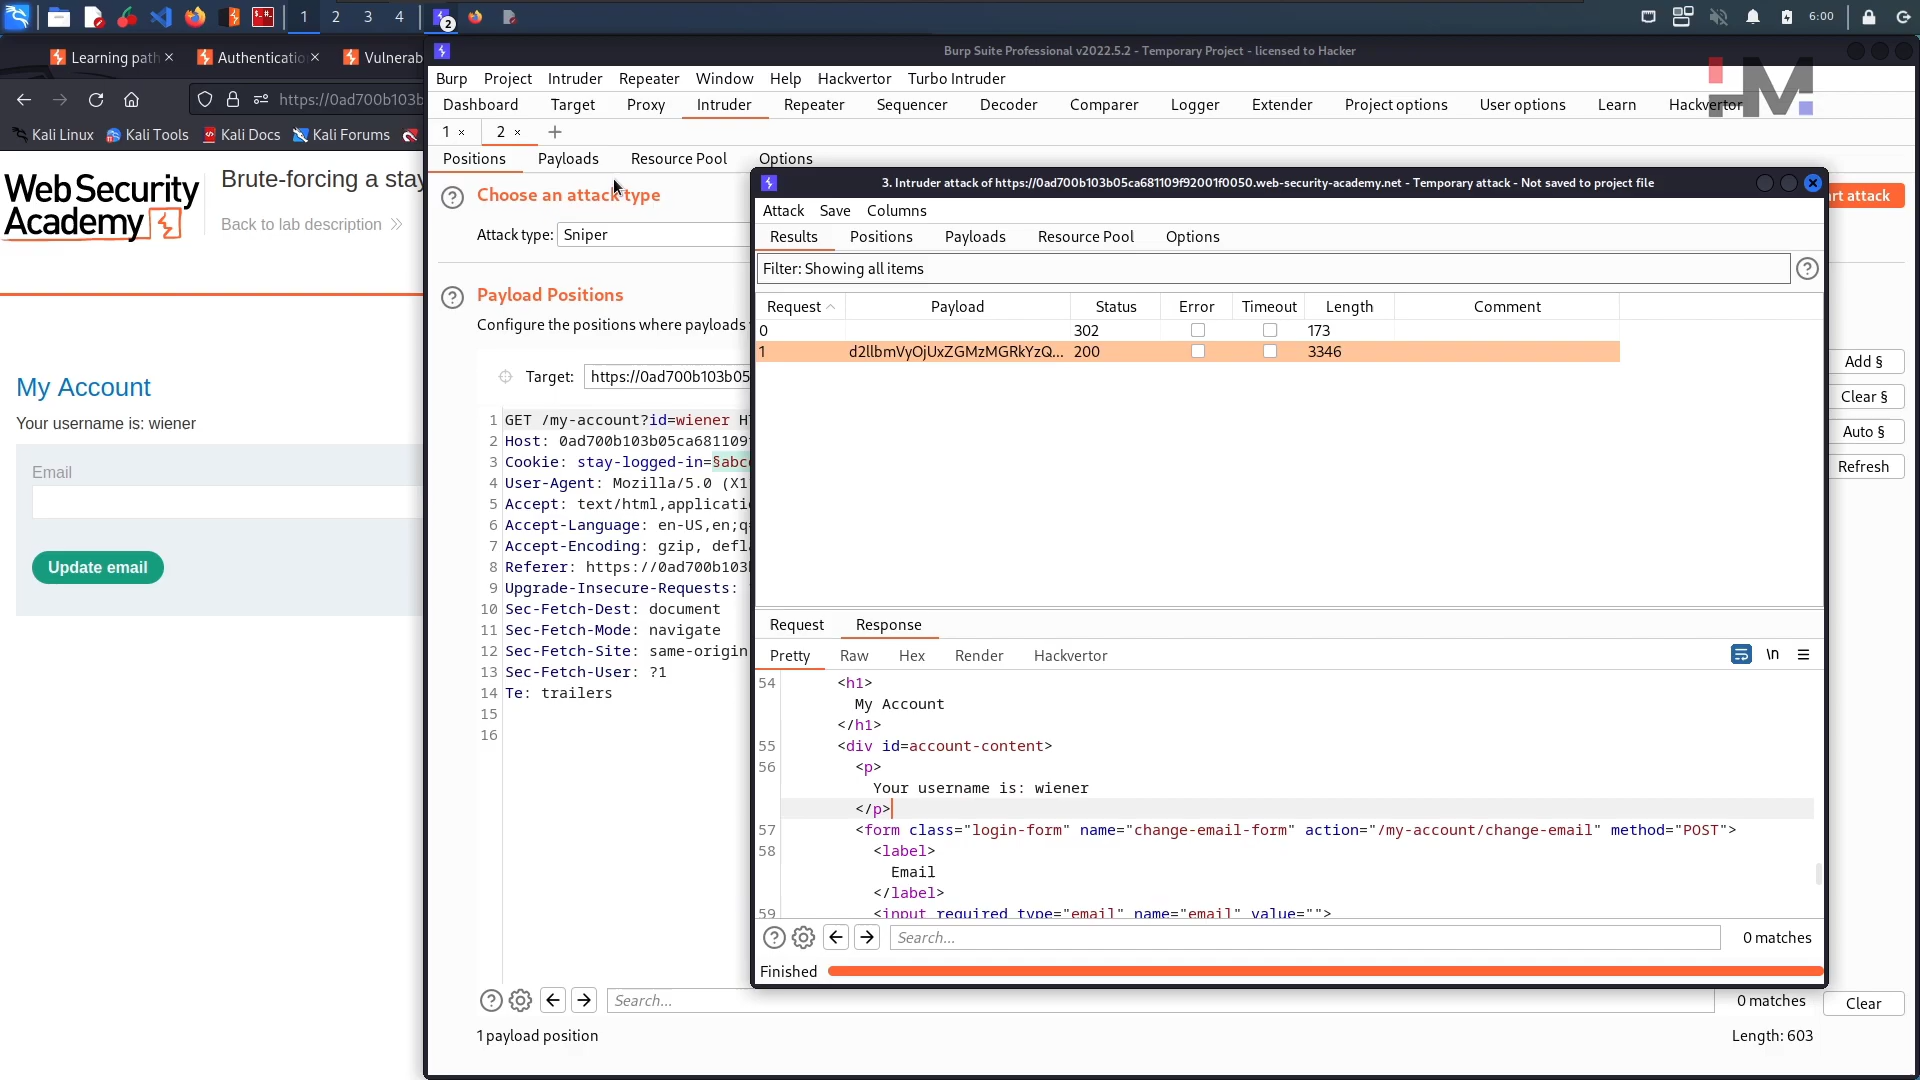 1 2 3 4 2 6:00
Learning path × Authenticatio × Vulnerab
Burp Suite Professional v2022.5.2 - Temporary Project - licensed to Hacker
Burp Project Intruder Repeater Window Help Hackvertor Turbo Intruder
https://0ad700b103b
Dashboard Target Proxy Intruder Repeater Sequencer Decoder Comparer Logger Extender Project options User options Learn Hackvertor
Kali Linux Kali Tools Kali Docs Kali Forums
1 × 2 × +
Positions Payloads Resource Pool Options
WebSecurity
Academy
Brute-forcing a stay
Back to lab description
My Account
Your username is: wiener
Email
Update email
Choose an attack type
Attack type: Sniper
rt attack
Payload Positions
Configure the positions where payloads
Target: https://0ad700b103b05
Add §
Clear §
Auto §
Refresh
1 GET /my-account?id=wiener
2 Host: 0ad700b103b05ca681109
3 Cookie: stay-logged-in=§abc
4 User-Agent: Mozilla/5.0 (X1
5 Accept: text/html,applicati
6 Accept-Language: en-US,en;q
7 Accept-Encoding: gzip, defl
8 Referer: https://0ad700b103
9 Upgrade-Insecure-Requests:
10 Sec-Fetch-Dest: document
11 Sec-Fetch-Mode: navigate
12 Sec-Fetch-Site: same-origin
13 Sec-Fetch-User: ?1
14 Te: trailers
15
16
Search... 0 matches Clear
1 payload position Length: 603
3. Intruder attack of https://0ad700b103b05ca681109f92001f0050.web-security-academy.net - Temporary attack - Not saved to project file
Attack Save Columns
Results Positions Payloads Resource Pool Options
Filter: Showing all items
Request Payload Status Error Timeout Length Comment
0 302 173
1 d2llbmVyOjUxZGMzMGRkYzQ... 200 3346
Request Response
Pretty Raw Hex Render Hackvertor \n
54 <h1>
My Account
</h1>
55 <div id=account-content>
56 <p>
Your username is: wiener
</p>
57 <form class="login-form" name="change-email-form" action="/my-account/change-email" method="POST">
58 <label>
Email
</label>
59 <input required type="email" name="email" value="">
Search... 0 matches
Finished